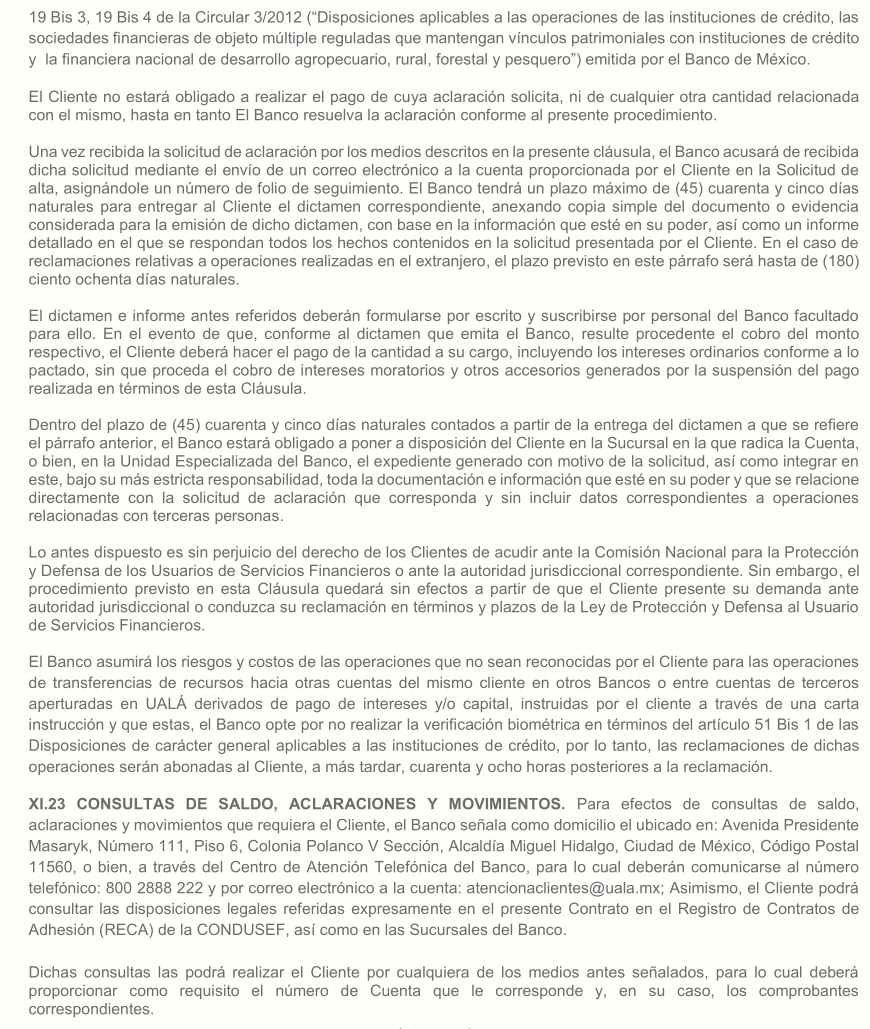 19 Bis 3, 19 Bis 4 de la Circular 3/2012 (“Disposiciones aplicables a las operaciones de las instituciones de crédito, las
sociedades financieras de objeto múltiple reguladas que mantengan vínculos patrimoniales con instituciones de crédito
y la financiera nacional de desarrollo agropecuario, rural, forestal y pesquero”) emitida por el Banco de México.
El Cliente no estará obligado a realizar el pago de cuya aclaración solicita, ni de cualquier otra cantidad relacionada
con el mismo, hasta en tanto El Banco resuelva la aclaración conforme al presente procedimiento.
Una vez recibida la solicitud de aclaración por los medios descritos en la presente cláusula, el Banco acusará de recibida
dicha solicitud mediante el envío de un correo electrónico a la cuenta proporcionada por el Cliente en la Solicitud de
alta, asignándole un número de folio de seguimiento. El Banco tendrá un plazo máximo de (45) cuarenta y cinco días
naturales para entregar al Cliente el dictamen correspondiente, anexando copia simple del documento o evidencia
considerada para la emisión de dicho dictamen, con base en la información que esté en su poder, así como un informe
detallado en el que se respondan todos los hechos contenidos en la solicitud presentada por el Cliente. En el caso de
reclamaciones relativas a operaciones realizadas en el extranjero, el plazo previsto en este párrafo será hasta de (180)
ciento ochenta días naturales.
El dictamen e informe antes referidos deberán formularse por escrito y suscribirse por personal del Banco facultado
para ello. En el evento de que, conforme al dictamen que emita el Banco, resulte procedente el cobro del monto
respectivo, el Cliente deberá hacer el pago de la cantidad a su cargo, incluyendo los intereses ordinarios conforme a lo
pactado, sin que proceda el cobro de intereses moratorios y otros accesorios generados por la suspensión del pago
realizada en términos de esta Cláusula.
Dentro del plazo de (45) cuarenta y cinco días naturales contados a partir de la entrega del dictamen a que se refiere
el párrafo anterior, el Banco estará obligado a poner a disposición del Cliente en la Sucursal en la que radica la Cuenta,
o bien, en la Unidad Especializada del Banco, el expediente generado con motivo de la solicitud, así como integrar en
este, bajo su más estricta responsabilidad, toda la documentación e información que esté en su poder y que se relacione
directamente con la solicitud de aclaración que corresponda y sin incluir datos correspondientes a operaciones
relacionadas con terceras personas.
Lo antes dispuesto es sin perjuicio del derecho de los Clientes de acudir ante la Comisión Nacional para la Protección
y Defensa de los Usuarios de Servicios Financieros o ante la autoridad jurisdiccional correspondiente. Sin embargo, el
procedimiento previsto en esta Cláusula quedará sin efectos a partir de que el Cliente presente su demanda ante
autoridad jurisdiccional o conduzca su reclamación en términos y plazos de la Ley de Protección y Defensa al Usuario
de Servicios Financieros.
El Banco asumirá los riesgos y costos de las operaciones que no sean reconocidas por el Cliente para las operaciones
de transferencias de recursos hacia otras cuentas del mismo cliente en otros Bancos o entre cuentas de terceros
aperturadas en UALÁ derivados de pago de intereses y/o capital, instruidas por el cliente a través de una carta
instrucción y que estas, el Banco opte por no realizar la verificación biométrica en términos del artículo 51 Bis 1 de las
Disposiciones de carácter general aplicables a las instituciones de crédito, por lo tanto, las reclamaciones de dichas
operaciones serán abonadas al Cliente, a más tardar, cuarenta y ocho horas posteriores a la reclamación.
XI.23 CONSULTAS DE SALDO, ACLARACIONES Y MOVIMIENTOS. Para efectos de consultas de saldo,
aclaraciones y movimientos que requiera el Cliente, el Banco señala como domicilio el ubicado en: Avenida Presidente
Masaryk, Número 111, Piso 6, Colonia Polanco V Sección, Alcaldía Miguel Hidalgo, Ciudad de México, Código Postal
11560, o bien, a través del Centro de Atención Telefónica del Banco, para lo cual deberán comunicarse al número
telefónico: 800 2888 222 y por correo electrónico a la cuenta: atencionaclientes@uala.mx; Asimismo, el Cliente podrá
consultar las disposiciones legales referidas expresamente en el presente Contrato en el Registro de Contratos de
Adhesión (RECA) de la CONDUSEF, así como en las Sucursales del Banco.
Dichas consultas las podrá realizar el Cliente por cualquiera de los medios antes señalados, para lo cual deberá
proporcionar como requisito el número de Cuenta que le corresponde y, en su caso, los comprobantes
correspondientes.